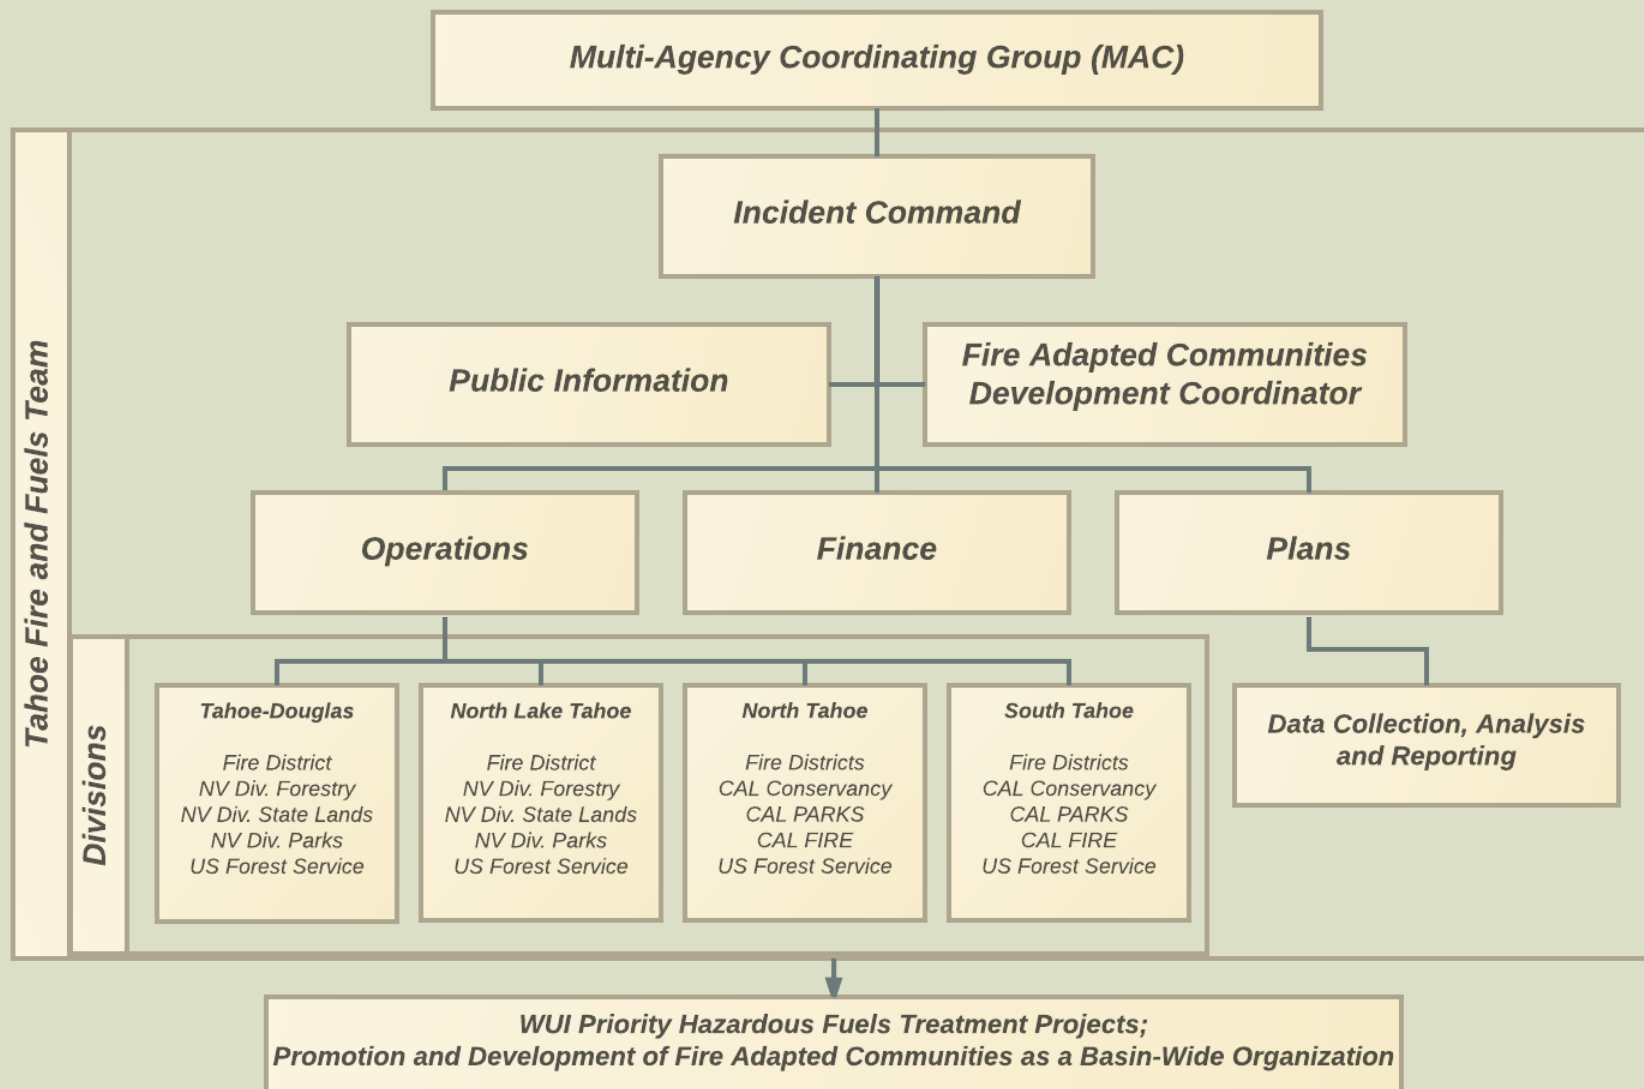 Multi-Agency Coordinating Group (MAC)
Tahoe Fire and Fuels Team
Incident Command
Public Information
Fire Adapted Communities
Development Coordinator
Operations
Finance
Plans
Divisions
Tahoe-Douglas
Fire District
NV Div. Forestry
NV Div. State Lands
NV Div. Parks
US Forest Service
North Lake Tahoe
Fire District
NV Div. Forestry
NV Div. State Lands
NV Div. Parks
US Forest Service
North Tahoe
Fire Districts
CAL Conservancy
CAL PARKS
CAL FIRE
US Forest Service
South Tahoe
Fire Districts
CAL Conservancy
CAL PARKS
CAL FIRE
US Forest Service
Data Collection, Analysis
and Reporting
WUI Priority Hazardous Fuels Treatment Projects;
Promotion and Development of Fire Adapted Communities as a Basin-Wide Organization